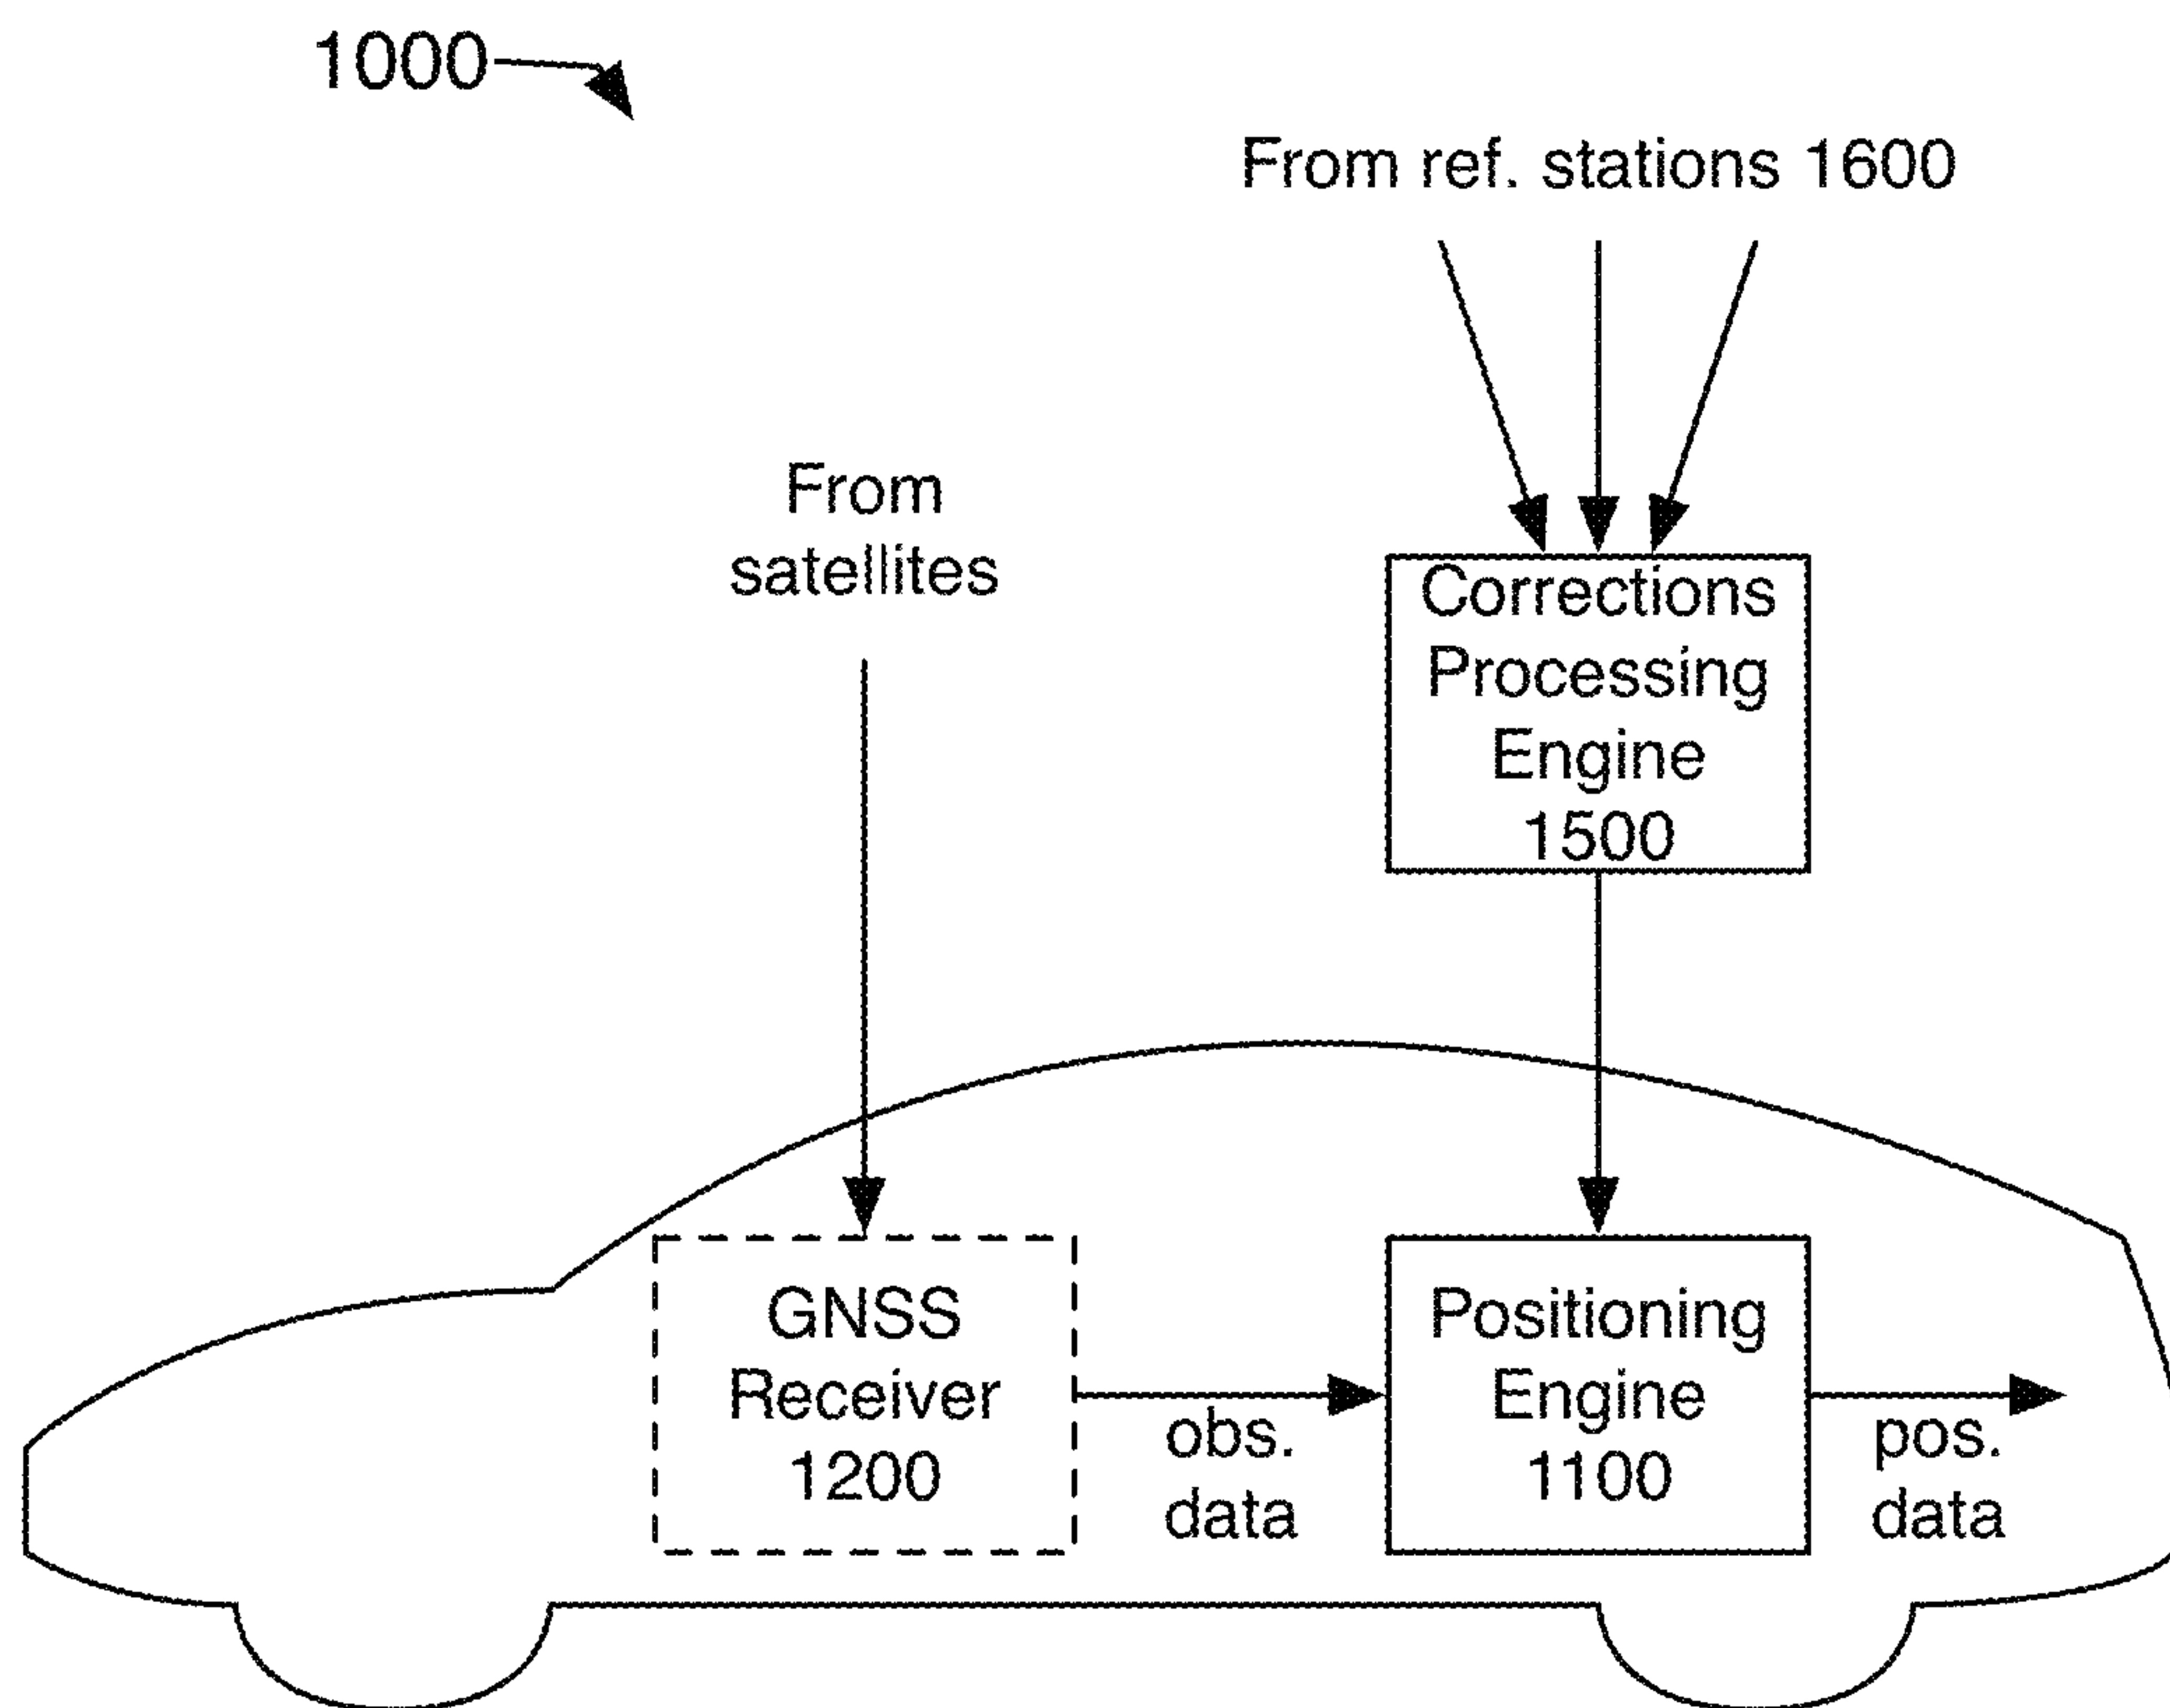 1000
From ref. stations 1600
From
satellites
Corrections
Processing
Engine
1500
GNSS
Receiver
1200
obs.
data
Positioning
Engine
1100
pos.
data